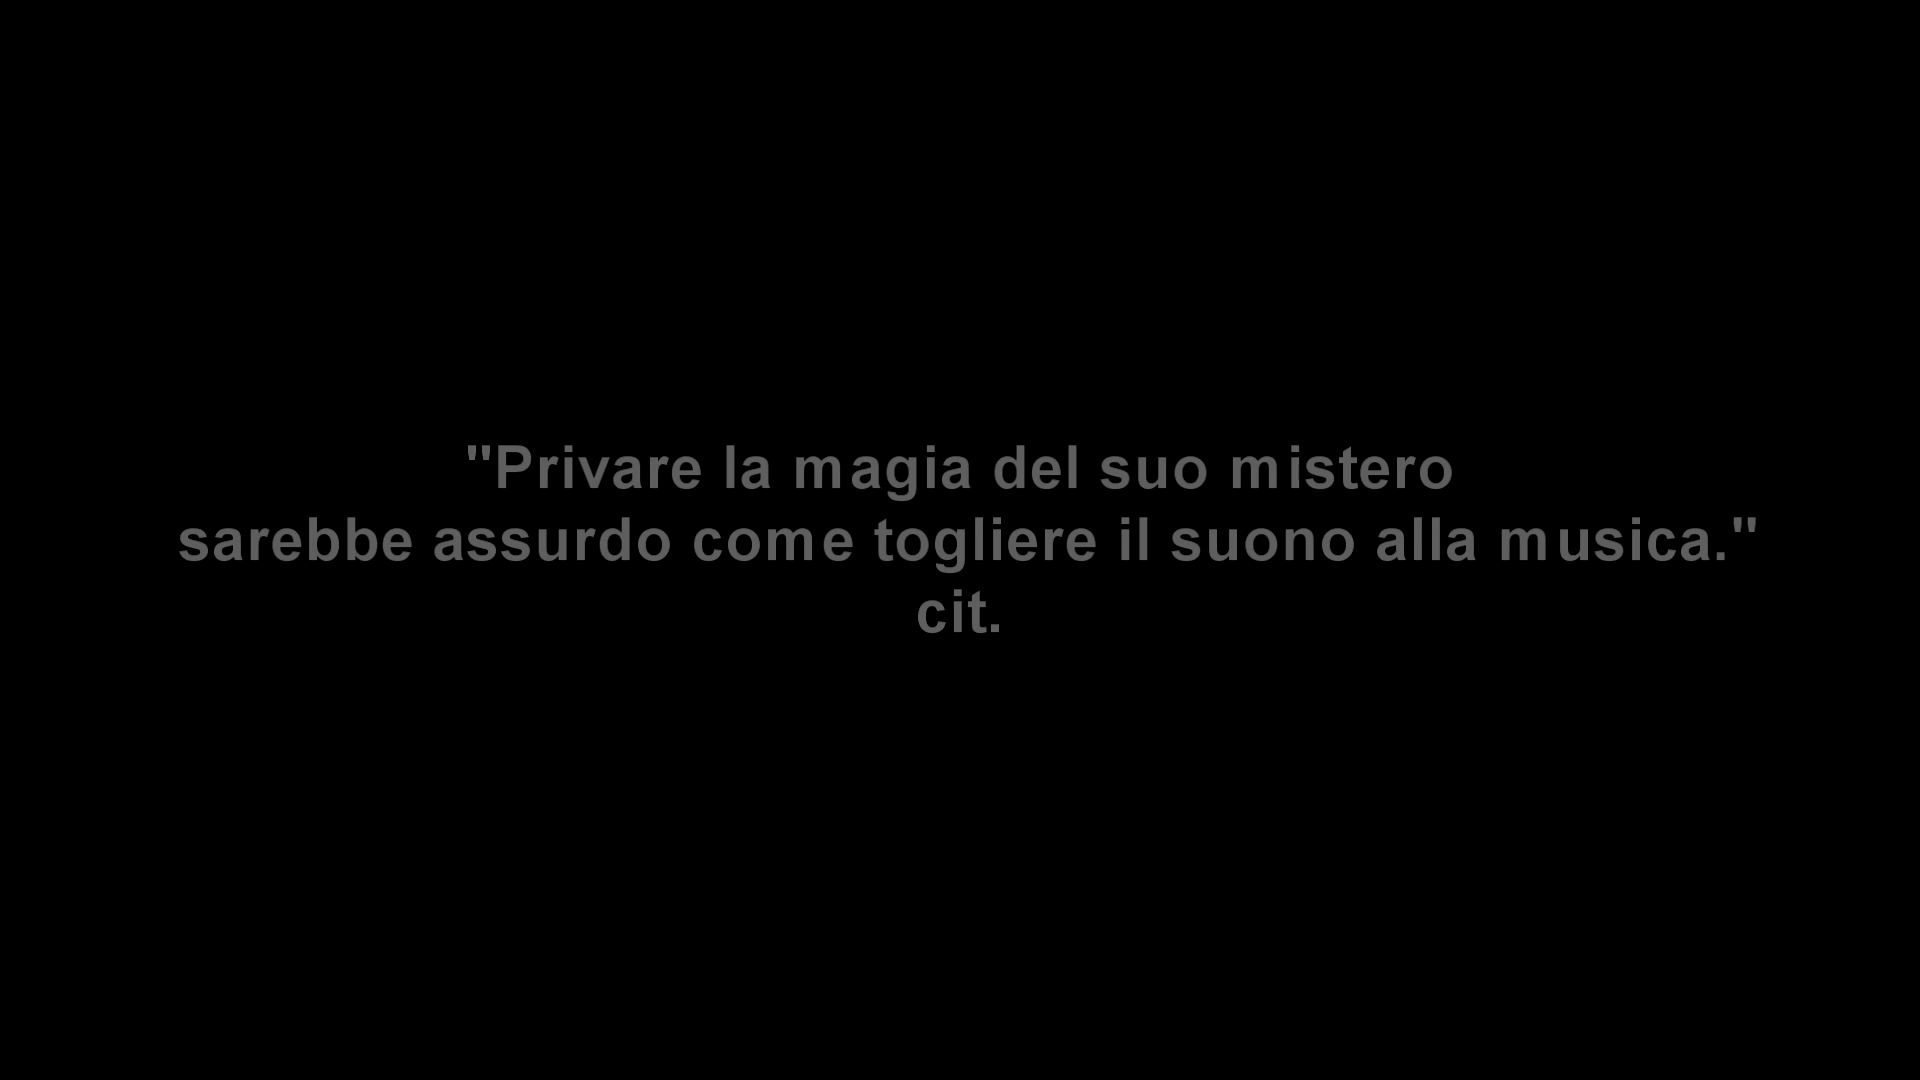 "Privare la magia del suo mistero
sarebbe assurdo come togliere il suono alla musica."
cit.